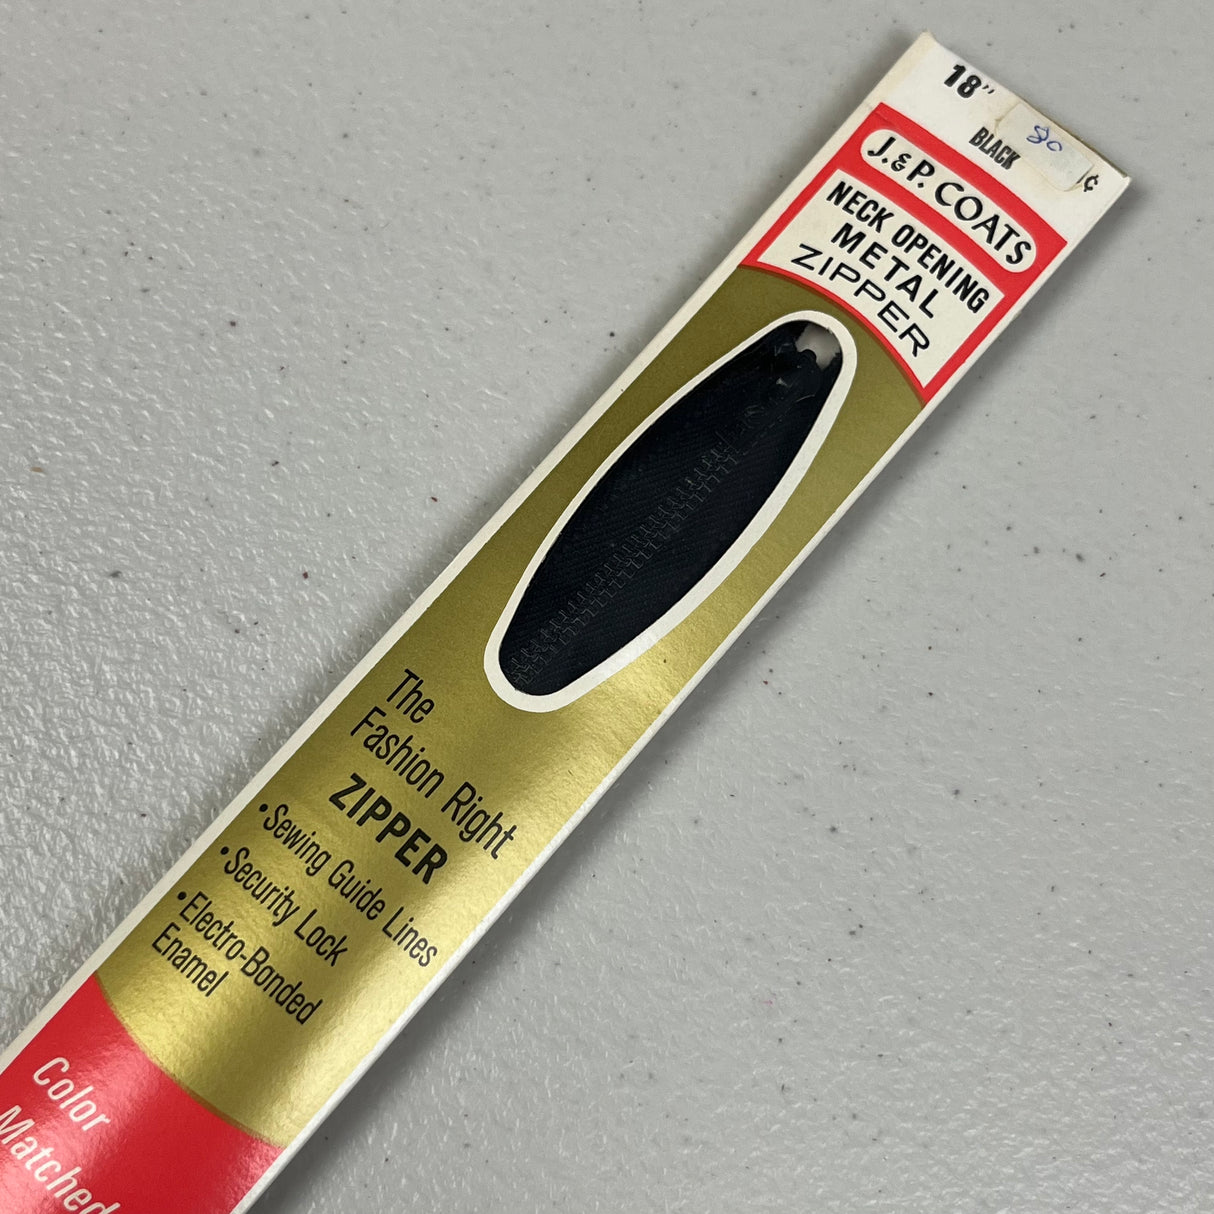 18"
BLACK
80
¢
J.&P. COATS
NECK OPENING
METAL
ZIPPER
The
Fashion Right
ZIPPER
•Sewing Guide Lines
•Security Lock
•Electro-Bonded
Enamel
Color
Matched